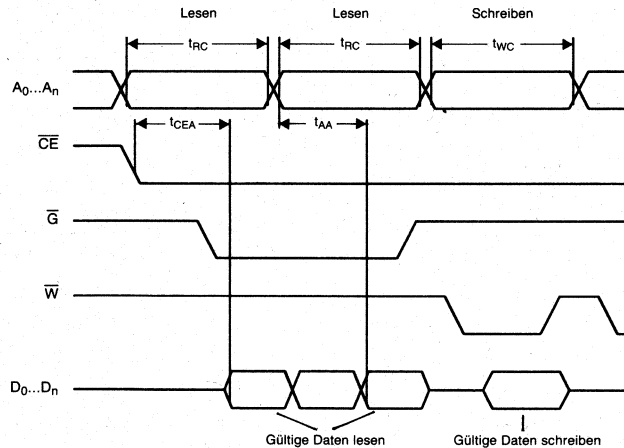 Lesen Lesen Schreiben
tRC tRC tWC
A0...An
tCEA tAA
CE
G
W
D0...Dn
Gültige Daten lesen Gültige Daten schreiben